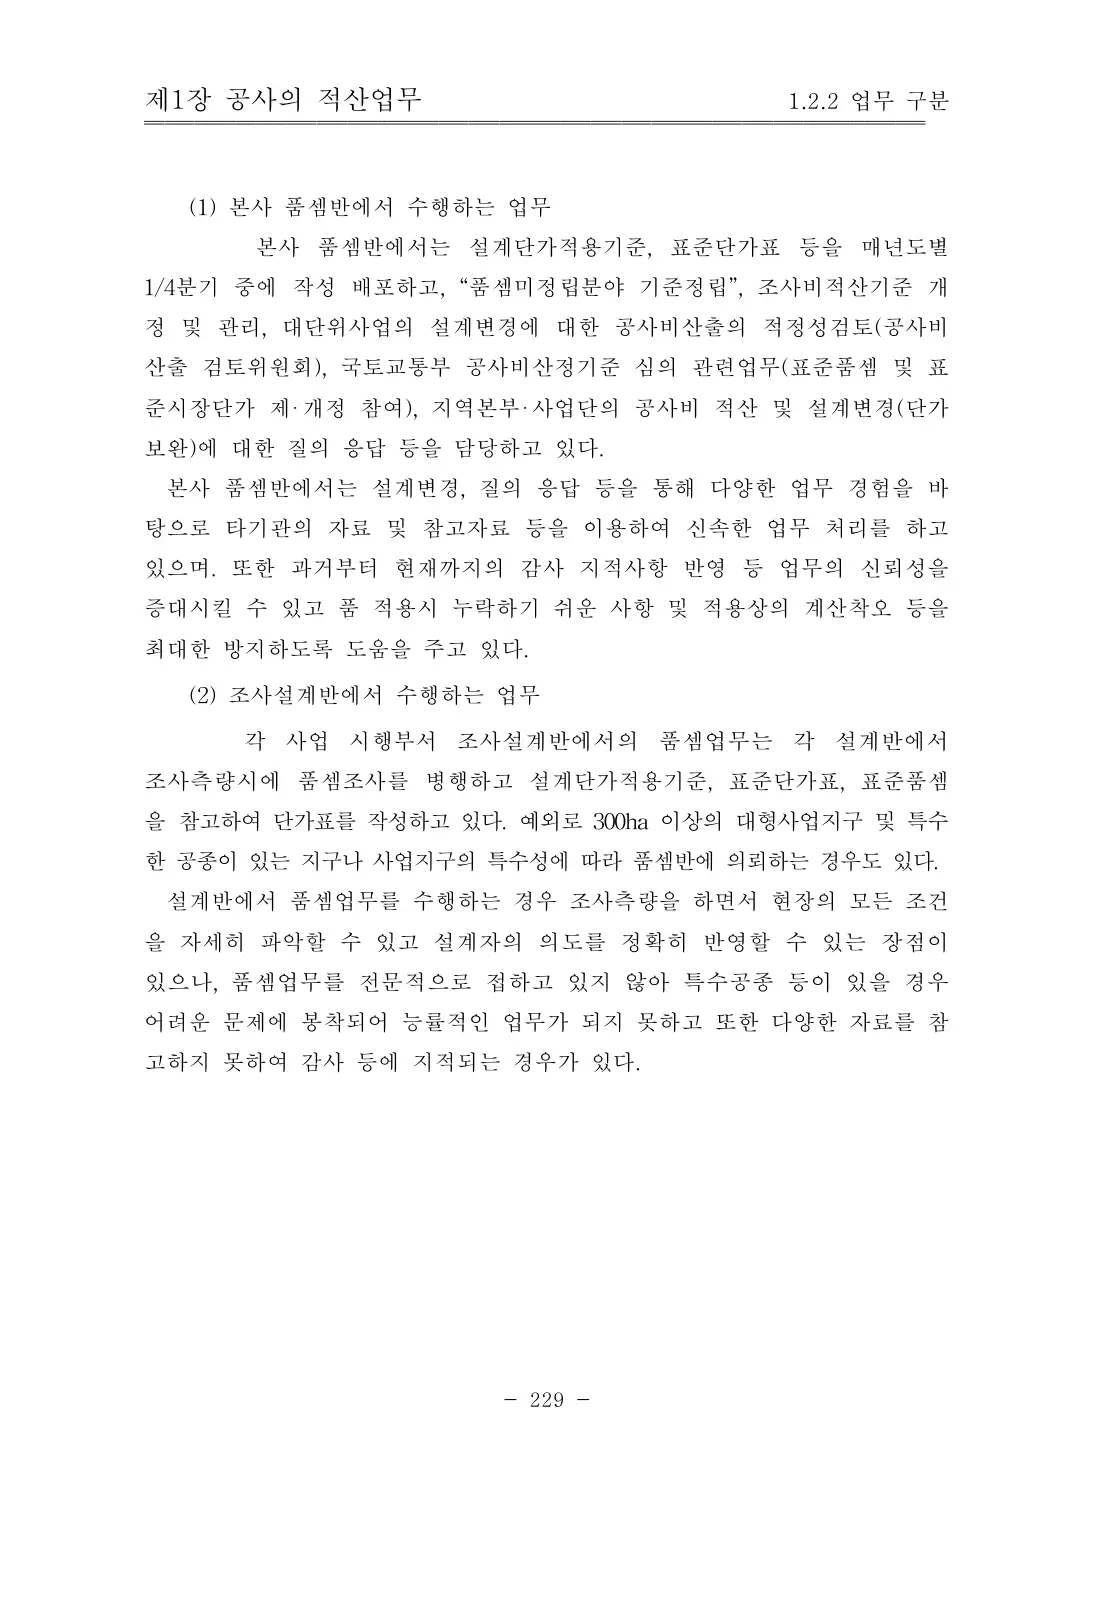 제1장 공사의 적산업무 1.2.2 업무 구분
(1) 본사 품셈반에서 수행하는 업무
본사 품셈반에서는 설계단가적용기준, 표준단가표 등을 매년도별
1/4분기 중에 작성 배포하고, “품셈미정립분야 기준정립”, 조사비적산기준 개
정 및 관리, 대단위사업의 설계변경에 대한 공사비산출의 적정성검토(공사비
산출 검토위원회), 국토교통부 공사비산정기준 심의 관련업무(표준품셈 및 표
준시장단가 제·개정 참여), 지역본부·사업단의 공사비 적산 및 설계변경(단가
보완)에 대한 질의 응답 등을 담당하고 있다.
본사 품셈반에서는 설계변경, 질의 응답 등을 통해 다양한 업무 경험을 바
탕으로 타기관의 자료 및 참고자료 등을 이용하여 신속한 업무 처리를 하고
있으며. 또한 과거부터 현재까지의 감사 지적사항 반영 등 업무의 신뢰성을
증대시킬 수 있고 품 적용시 누락하기 쉬운 사항 및 적용상의 계산착오 등을
최대한 방지하도록 도움을 주고 있다.
(2) 조사설계반에서 수행하는 업무
각 사업 시행부서 조사설계반에서의 품셈업무는 각 설계반에서
조사측량시에 품셈조사를 병행하고 설계단가적용기준, 표준단가표, 표준품셈
을 참고하여 단가표를 작성하고 있다. 예외로 300ha 이상의 대형사업지구 및 특수
한 공종이 있는 지구나 사업지구의 특수성에 따라 품셈반에 의뢰하는 경우도 있다.
설계반에서 품셈업무를 수행하는 경우 조사측량을 하면서 현장의 모든 조건
을 자세히 파악할 수 있고 설계자의 의도를 정확히 반영할 수 있는 장점이
있으나, 품셈업무를 전문적으로 접하고 있지 않아 특수공종 등이 있을 경우
어려운 문제에 봉착되어 능률적인 업무가 되지 못하고 또한 다양한 자료를 참
고하지 못하여 감사 등에 지적되는 경우가 있다.
- 229 -